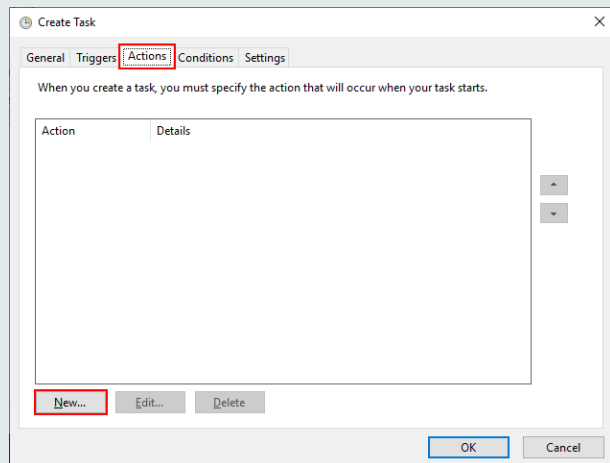 Create Task
General Triggers Actions Conditions Settings
When you create a task, you must specify the action that will occur when your task starts.
Action Details
New... Edit... Delete
OK Cancel